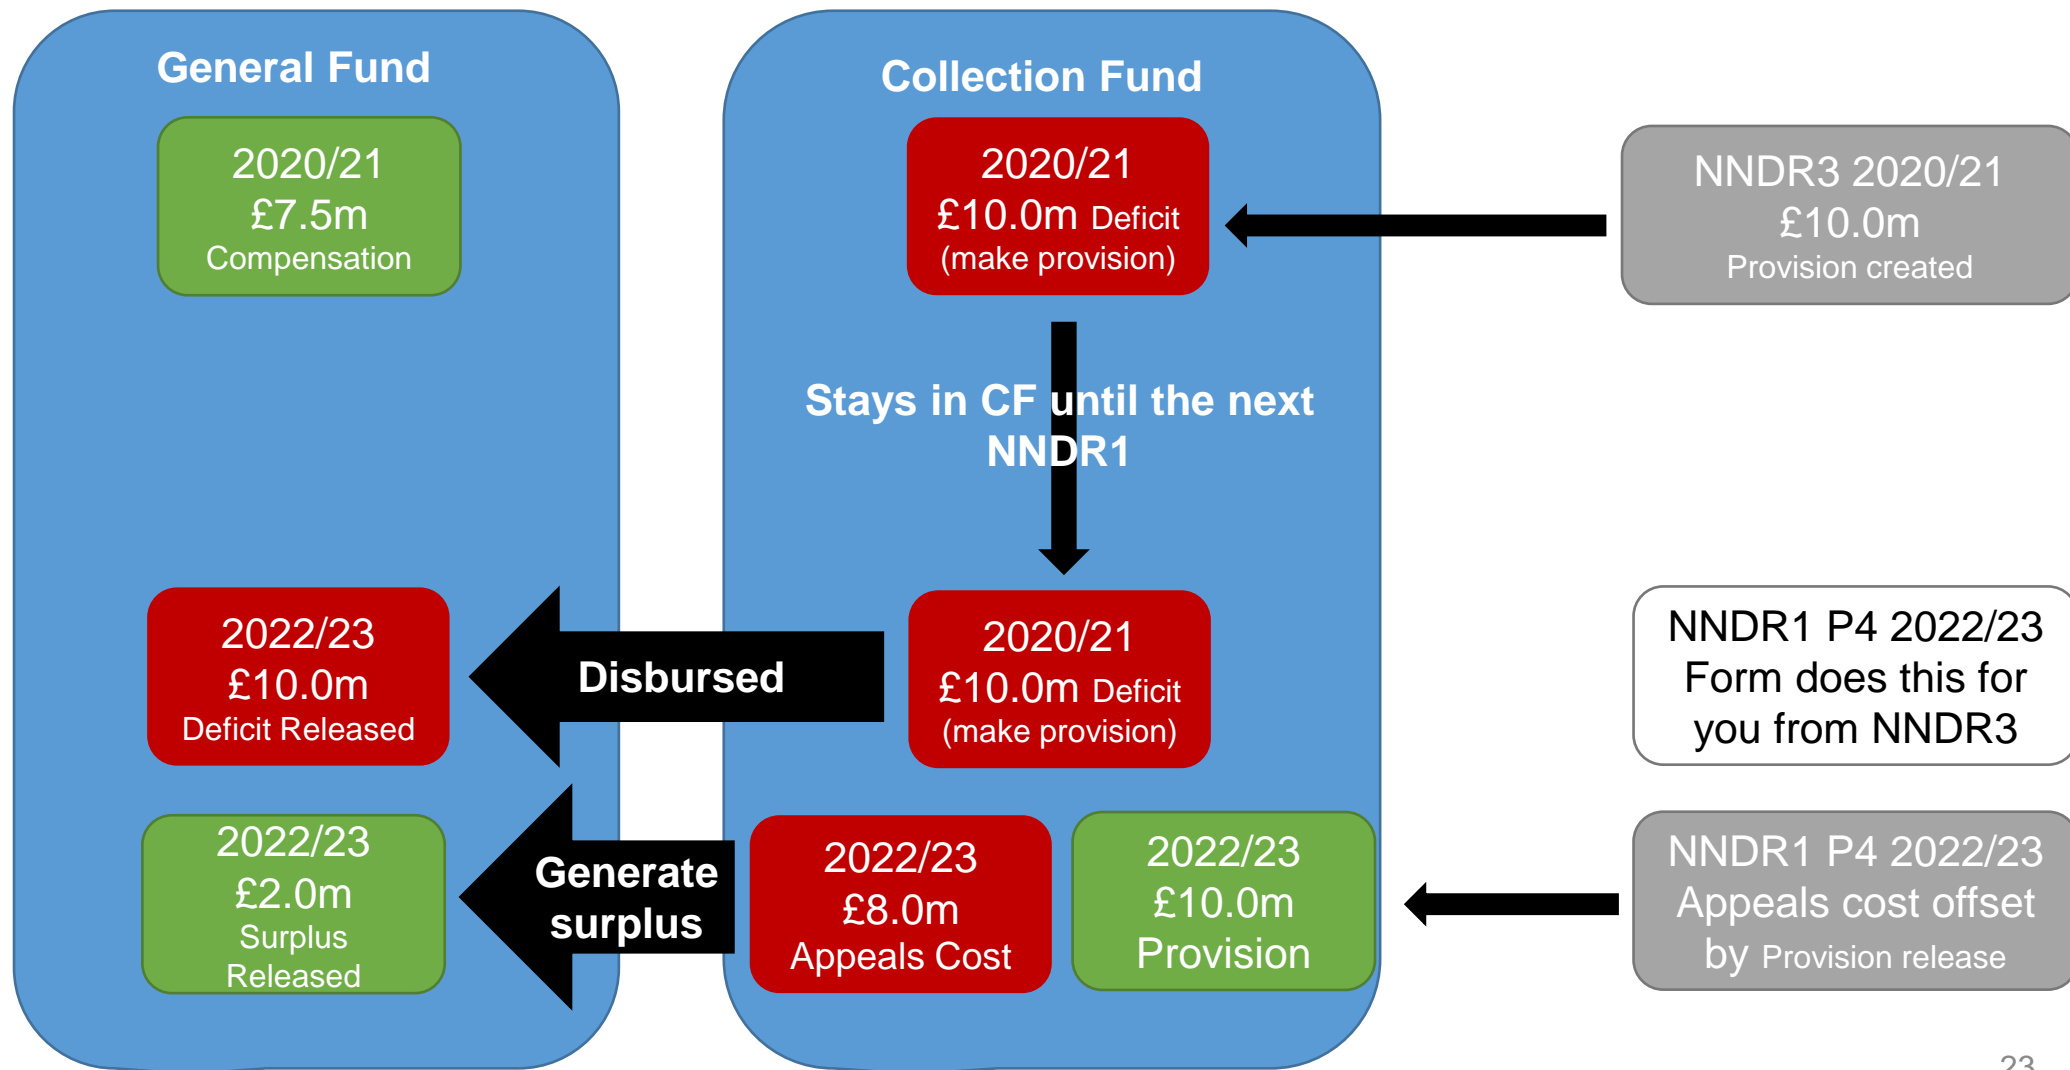 General Fund
2020/21
£7.5m
Compensation
Collection Fund
2020/21
£10.0m Deficit
(make provision)
NNDR3 2020/21
£10.0m
Provision created
Stays in CF until the next
NNDR1
2022/23
£10.0m
Deficit Released
Disbursed
2020/21
£10.0m Deficit
(make provision)
NNDR1 P4 2022/23
Form does this for
you from NNDR3
2022/23
£2.0m
Surplus
Released
Generate
surplus
2022/23
£8.0m
Appeals Cost
2022/23
£10.0m
Provision
NNDR1 P4 2022/23
Appeals cost offset
by Provision release
23